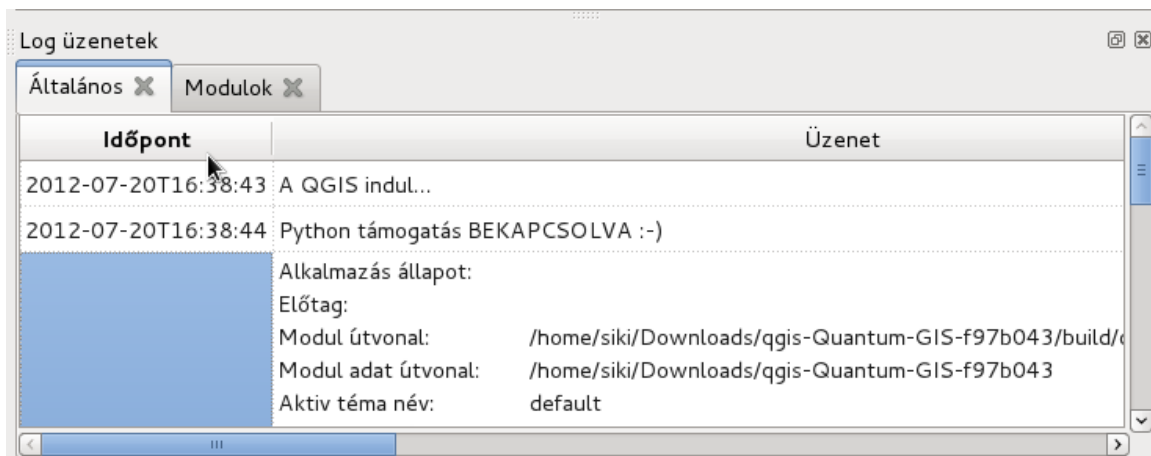 Log üzenetek
Általános Modulok
Időpont Üzenet
2012-07-20T16:38:43 A QGIS indul...
2012-07-20T16:38:44 Python támogatás BEKAPCSOLVA :-)
Alkalmazás állapot:
Előtag:
Modul útvonal: /home/siki/Downloads/qgis-Quantum-GIS-f97b043/build/
Modul adat útvonal: /home/siki/Downloads/qgis-Quantum-GIS-f97b043
Aktiv téma név: default